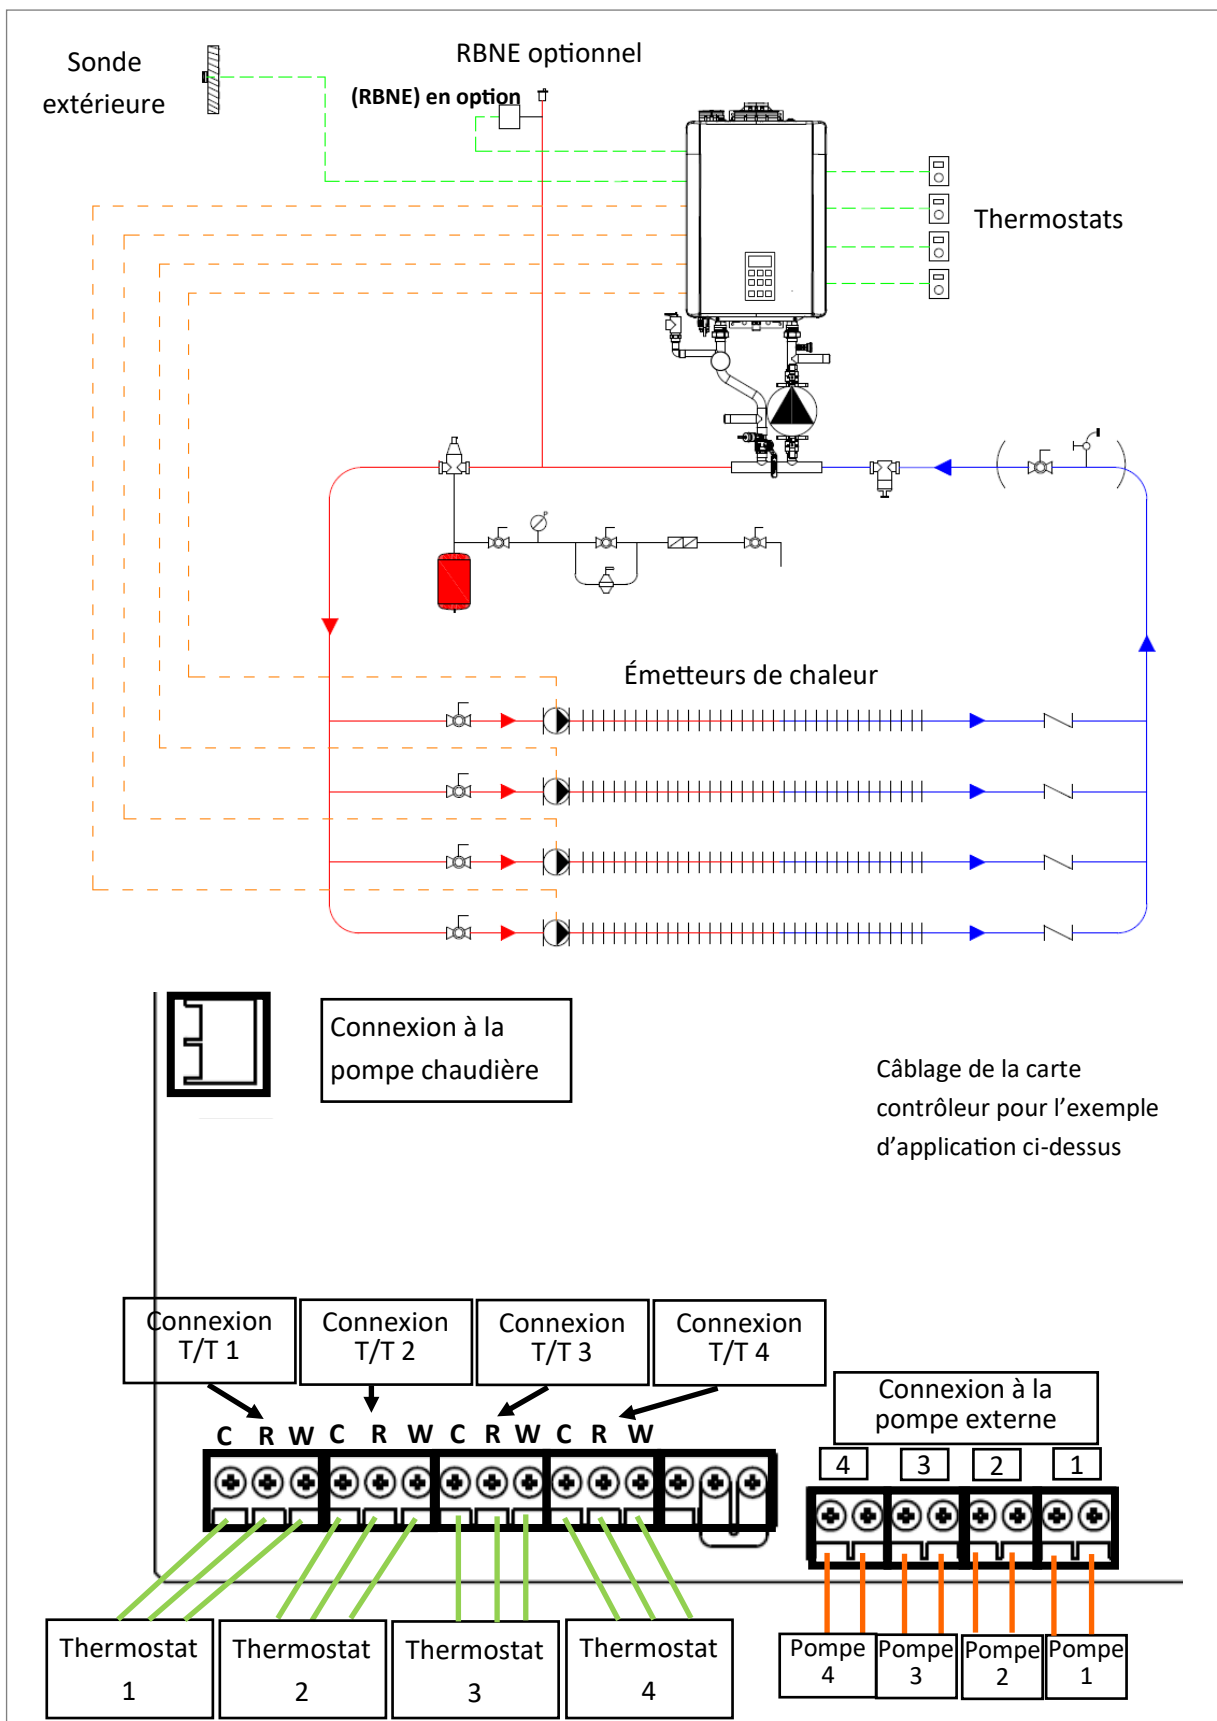 Sonde
extérieure
RBNE optionnel
(RBNE) en option
Thermostats
Émetteurs de chaleur
Connexion à la
pompe chaudière
Câblage de la carte
contrôleur pour l’exemple
d’application ci-dessus
Connexion
T/T 1
Connexion
T/T 2
Connexion
T/T 3
Connexion
T/T 4
Connexion à la
pompe externe
C R W C R W C R W C R W
4 3 2 1
Thermostat
1
Thermostat
2
Thermostat
3
Thermostat
4
Pompe
4
Pompe
3
Pompe
2
Pompe
1